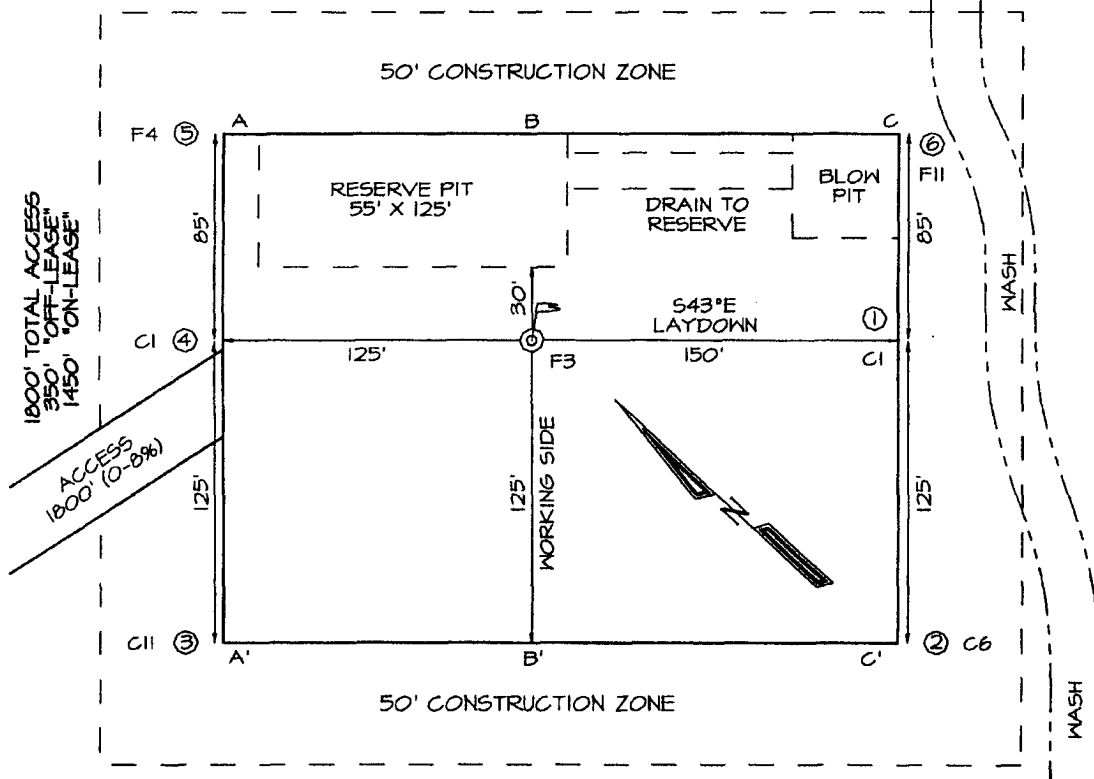 50' CONSTRUCTION ZONE
A
B
C
F4 ⑤
⑥
F11
RESERVE PIT
55' X 125'
BLOW
PIT
DRAIN TO
RESERVE
85'
85'
1800' TOTAL ACCESS
350' "OFF-LEASE"
1450' "ON-LEASE"
WASH
30'
S43°E
LAYDOWN
①
C1 ④
125'
F3
150'
C1
ACCESS
1800' (0-8%)
125'
125'
WORKING SIDE
N
125'
C11 ③
A'
B'
C'
② C6
50' CONSTRUCTION ZONE
WASH